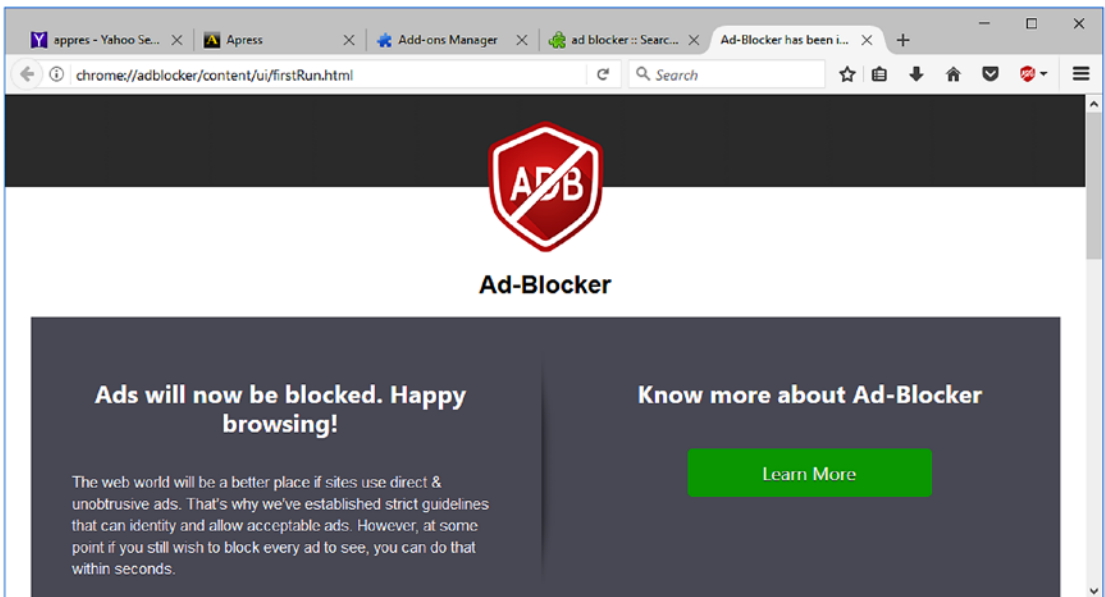 appres - Yahoo Se...
Apress
Add-ons Manager
ad blocker :: Searc...
Ad-Blocker has been i...
chrome://adblocker/content/ui/firstRun.html
Search
ADB
Ad-Blocker
Ads will now be blocked. Happy
browsing!
The web world will be a better place if sites use direct &
unobtrusive ads. That's why we've established strict guidelines
that can identity and allow acceptable ads. However, at some
point if you still wish to block every ad to see, you can do that
within seconds.
Know more about Ad-Blocker
Learn More